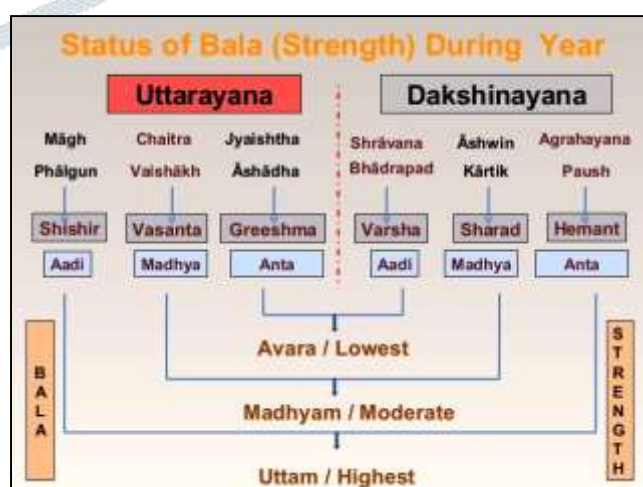 Status of Bala (Strength) During Year
Uttarayana Dakshinayana
Māgh Chaitra Jyaishtha Shrāvana Āshwin Agrahayana
Phālgun Vaishākh Āshādha Bhādrapad Kārtik Paush
Shishir Vasanta Greeshma Varsha Sharad Hemant
Aadi Madhya Anta Aadi Madhya Anta
Avara / Lowest
BALA
STRENGTH
Madhyam / Moderate
Uttam / Highest